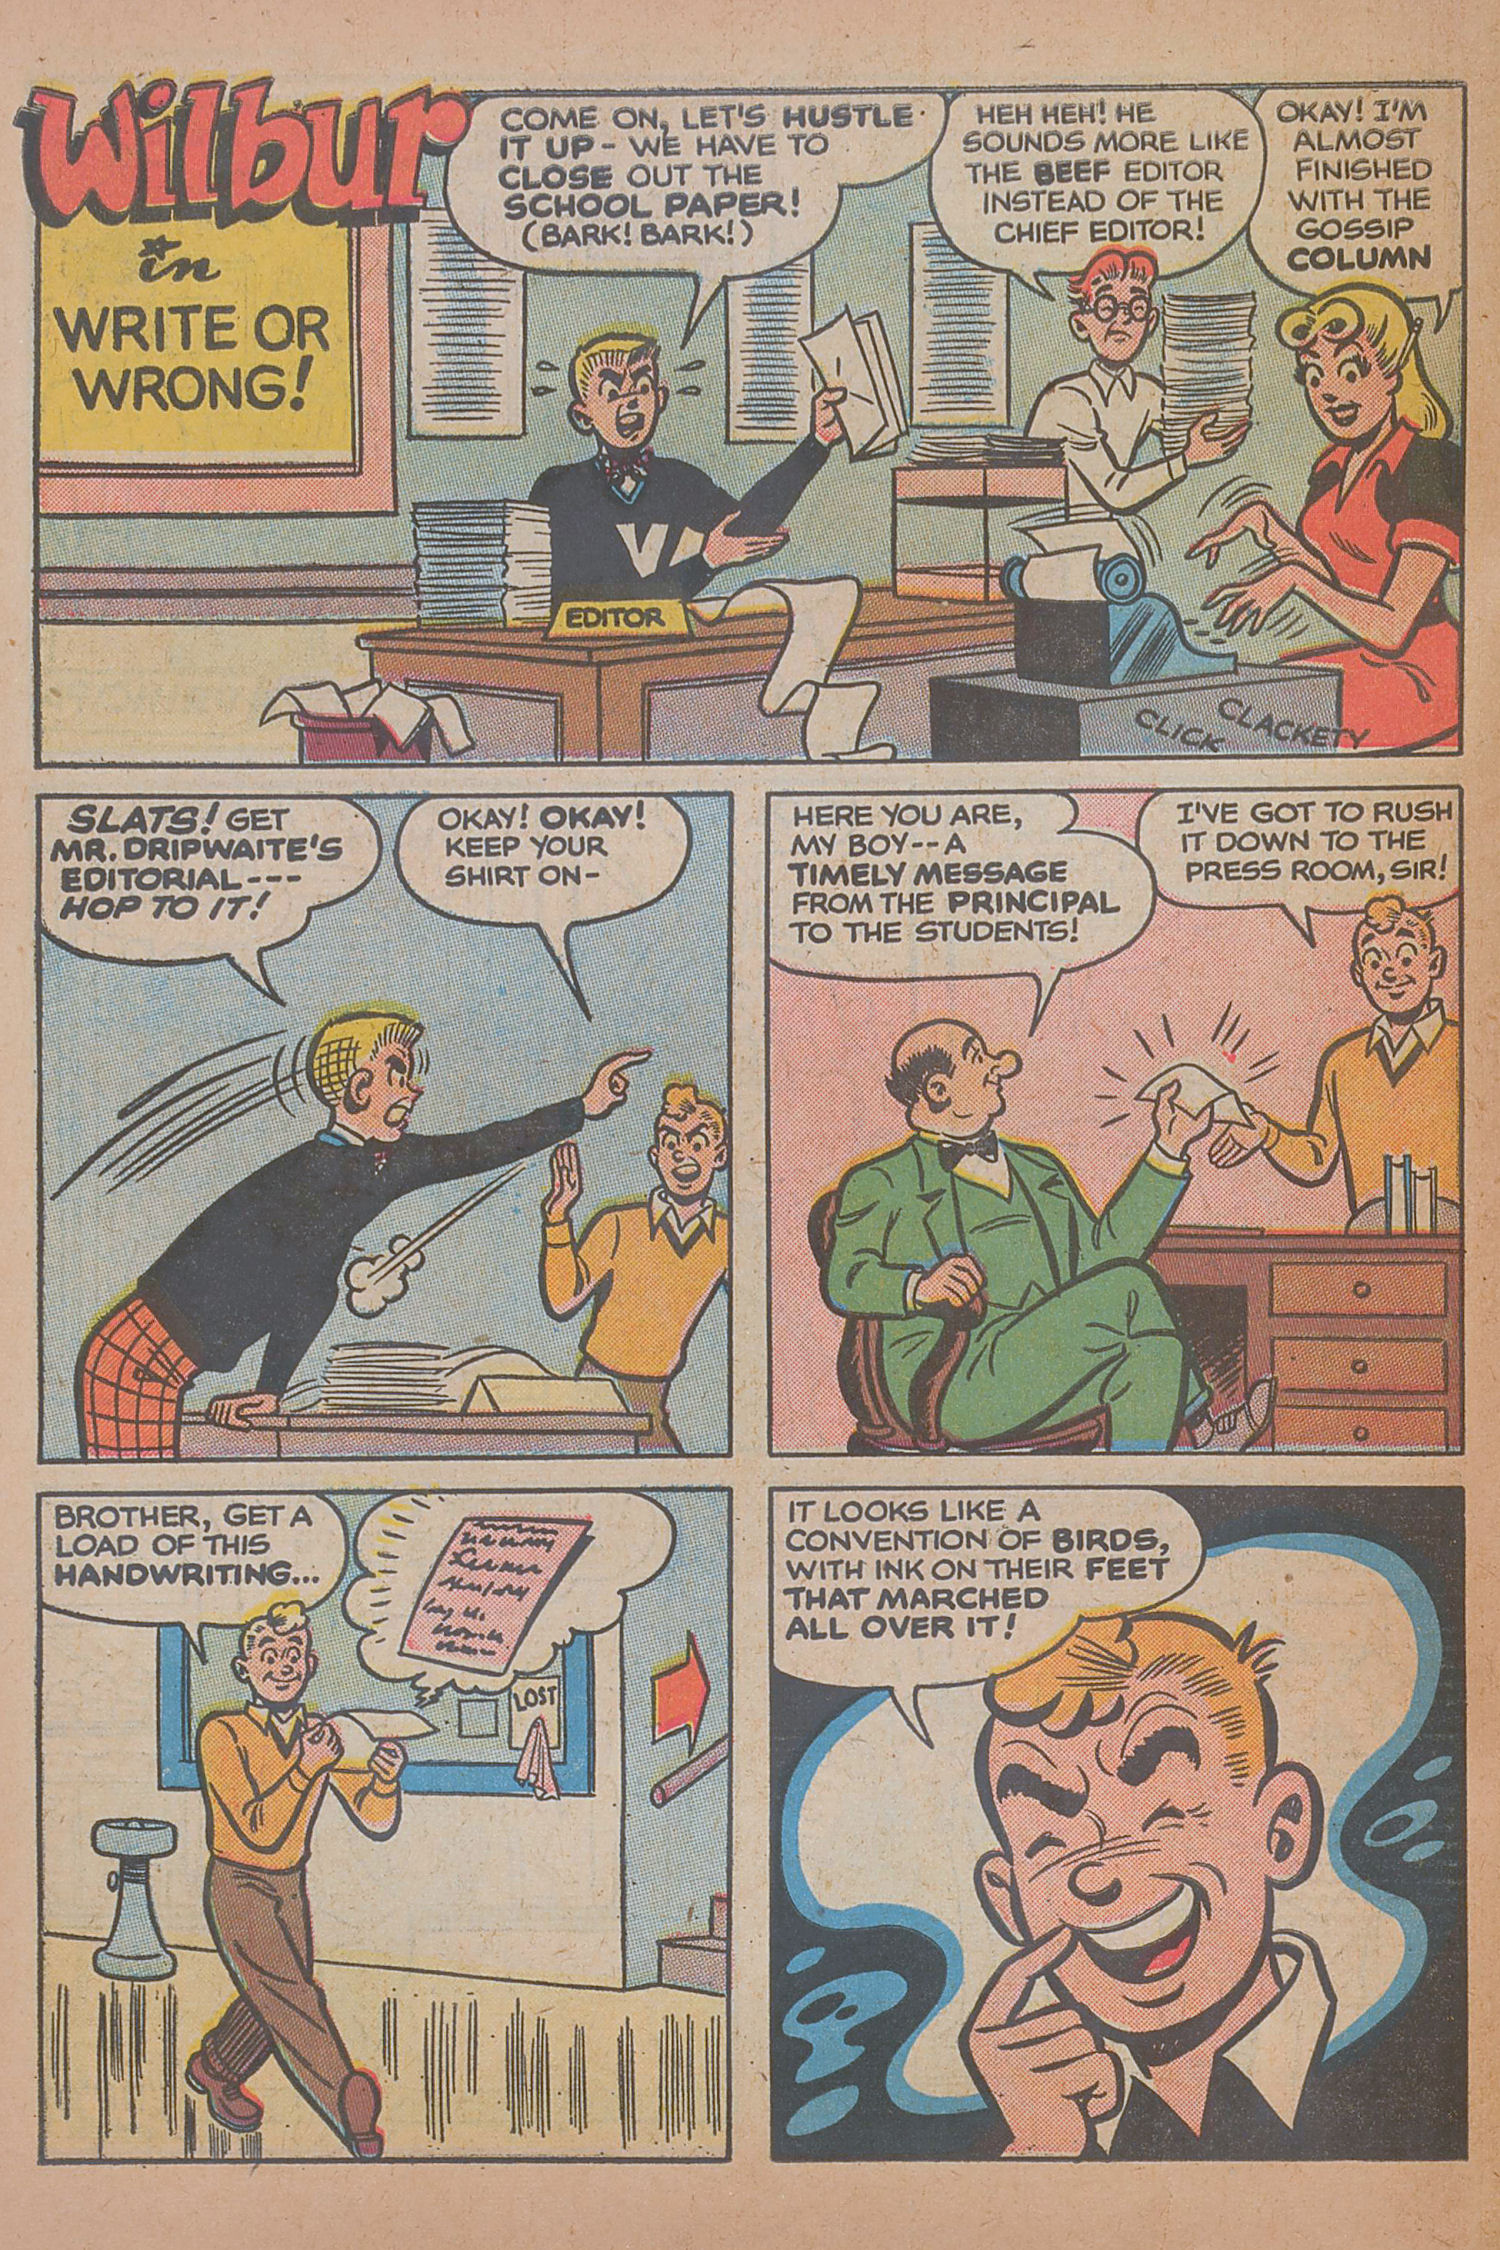 Wilbur
in
WRITE OR
WRONG!
COME ON, LET'S HUSTLE
IT UP - WE HAVE TO
CLOSE OUT THE
SCHOOL PAPER!
(BARK! BARK!)
HEH HEH! HE
SOUNDS MORE LIKE
THE BEEF EDITOR
INSTEAD OF THE
CHIEF EDITOR!
OKAY! I'M
ALMOST
FINISHED
WITH THE
GOSSIP
COLUMN
V
EDITOR
CLICK
CLACKETY
SLATS! GET
MR. DRIPWAITE'S
EDITORIAL---
HOP TO IT!
OKAY! OKAY!
KEEP YOUR
SHIRT ON-
HERE YOU ARE,
MY BOY-- A
TIMELY MESSAGE
FROM THE PRINCIPAL
TO THE STUDENTS!
I'VE GOT TO RUSH
IT DOWN TO THE
PRESS ROOM, SIR!
BROTHER, GET A
LOAD OF THIS
HANDWRITING...
LOST
IT LOOKS LIKE A
CONVENTION OF BIRDS,
WITH INK ON THEIR FEET
THAT MARCHED
ALL OVER IT!